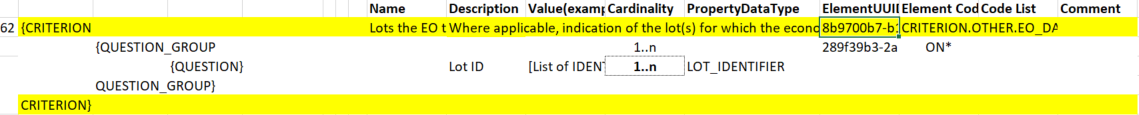 Name Description Value(examp Cardinality PropertyDataType ElementUUII Element Cod Code List Comment
62 {CRITERION Lots the EO t Where applicable, indication of the lot(s) for which the econo 8b9700b7-b1 CRITERION.OTHER.EO_DA
{QUESTION_GROUP 1..n 289f39b3-2a ON*
{QUESTION} Lot ID [List of IDENT 1..n LOT_IDENTIFIER
QUESTION_GROUP}
CRITERION}